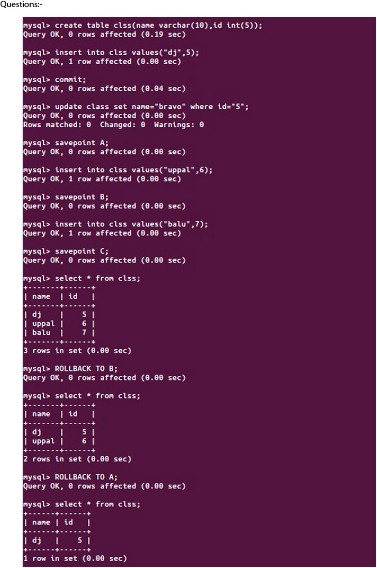 Questions:-
mysql> create table clss(name varchar(10),id int(5));
Query OK, 0 rows affected (0.19 sec)
mysql> insert into clss values("dj",5);
Query OK, 1 row affected (0.00 sec)
mysql> commit;
Query OK, 0 rows affected (0.04 sec)
mysql> update class set name="bravo" where id="5";
Query OK, 0 rows affected (0.00 sec)
Rows matched: 0  Changed: 0  Warnings: 0
mysql> savepoint A;
Query OK, 0 rows affected (0.00 sec)
mysql> insert into clss values("uppal",6);
Query OK, 1 row affected (0.00 sec)
mysql> savepoint B;
Query OK, 0 rows affected (0.00 sec)
mysql> insert into clss values("balu",7);
Query OK, 1 row affected (0.00 sec)
mysql> savepoint C;
Query OK, 0 rows affected (0.00 sec)
mysql> select * from clss;
+-------+------+
| name  | id   |
+-------+------+
| dj    |    5 |
| uppal |    6 |
| balu  |    7 |
+-------+------+
3 rows in set (0.00 sec)
mysql> ROLLBACK TO B;
Query OK, 0 rows affected (0.00 sec)
mysql> select * from clss;
+-------+------+
| name  | id   |
+-------+------+
| dj    |    5 |
| uppal |    6 |
+-------+------+
2 rows in set (0.00 sec)
mysql> ROLLBACK TO A;
Query OK, 0 rows affected (0.00 sec)
mysql> select * from clss;
+------+------+
| name | id   |
+------+------+
| dj   |    5 |
+------+------+
1 row in set (0.00 sec)